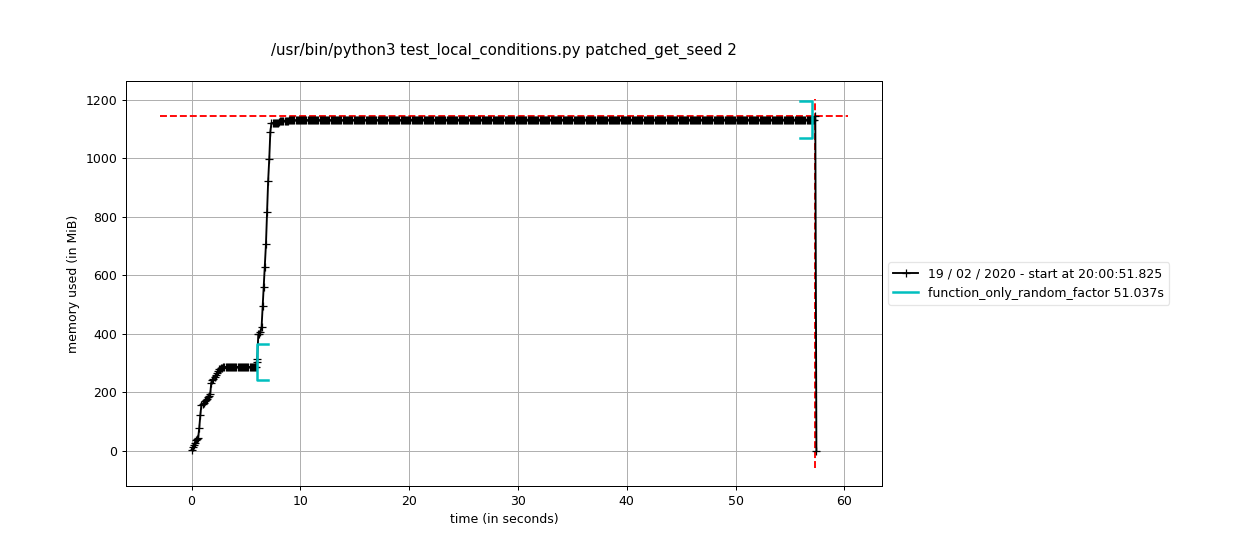 /usr/bin/python3 test_local_conditions.py patched_get_seed 2
1200
1000
800
600
400
200
0
memory used (in MiB)
0 10 20 30 40 50 60
time (in seconds)
19 / 02 / 2020 - start at 20:00:51.825
function_only_random_factor 51.037s